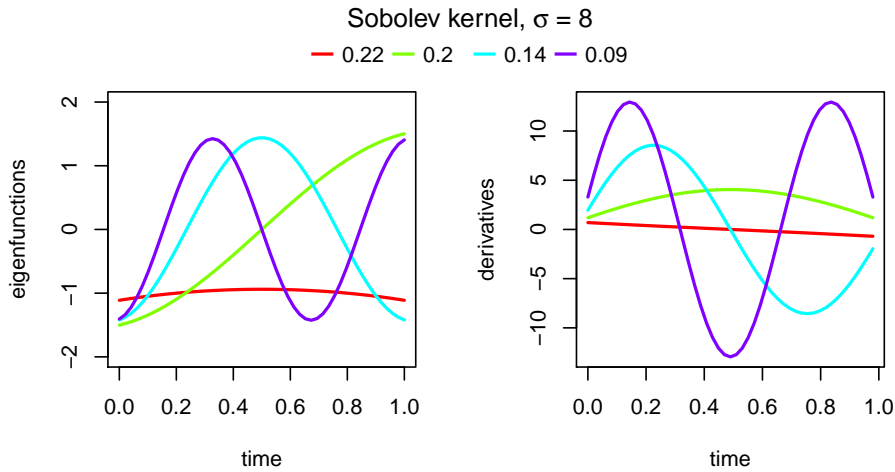 Sobolev kernel, σ = 8
0.22 0.2 0.14 0.09
eigenfunctions
2
1
0
−1
−2
0.0 0.2 0.4 0.6 0.8 1.0
time
derivatives
10
5
0
−5
−10
0.0 0.2 0.4 0.6 0.8 1.0
time